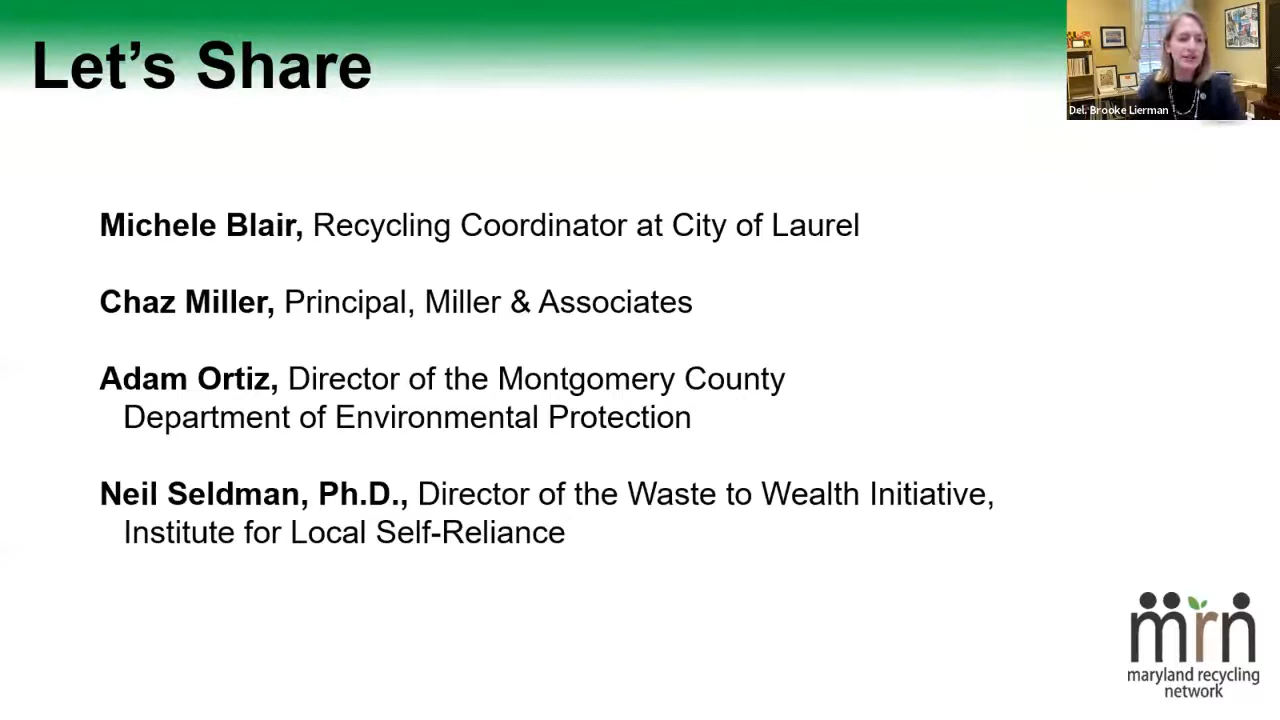 Let's Share
Del. Brooke Lierman
Michele Blair, Recycling Coordinator at City of Laurel
Chaz Miller, Principal, Miller & Associates
Adam Ortiz, Director of the Montgomery County
Department of Environmental Protection
Neil Seldman, Ph.D., Director of the Waste to Wealth Initiative,
Institute for Local Self-Reliance
mrn
maryland recycling
network